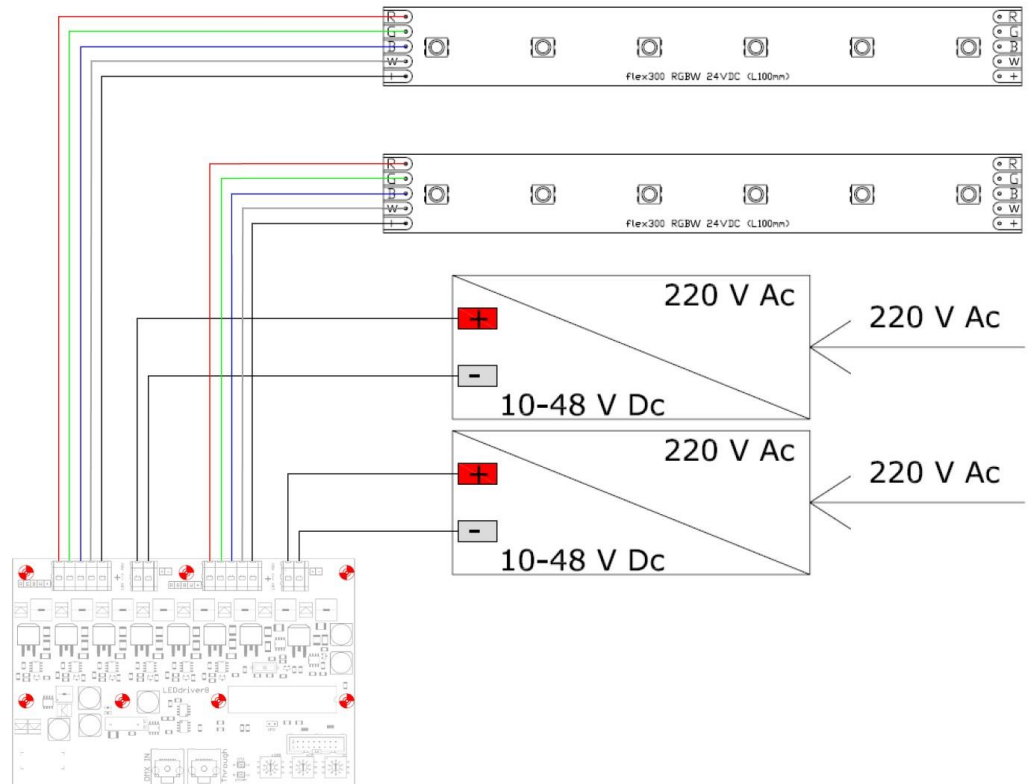 R
G
B
W
+
flex300 RGBW 24VDC (L100mm)
R
G
B
W
+
R
G
B
W
+
flex300 RGBW 24VDC (L100mm)
R
G
B
W
+
220 V Ac
+
-
10-48 V Dc
220 V Ac
220 V Ac
+
-
10-48 V Dc
220 V Ac
+
+
LEDdriver8
DMX IN
Through